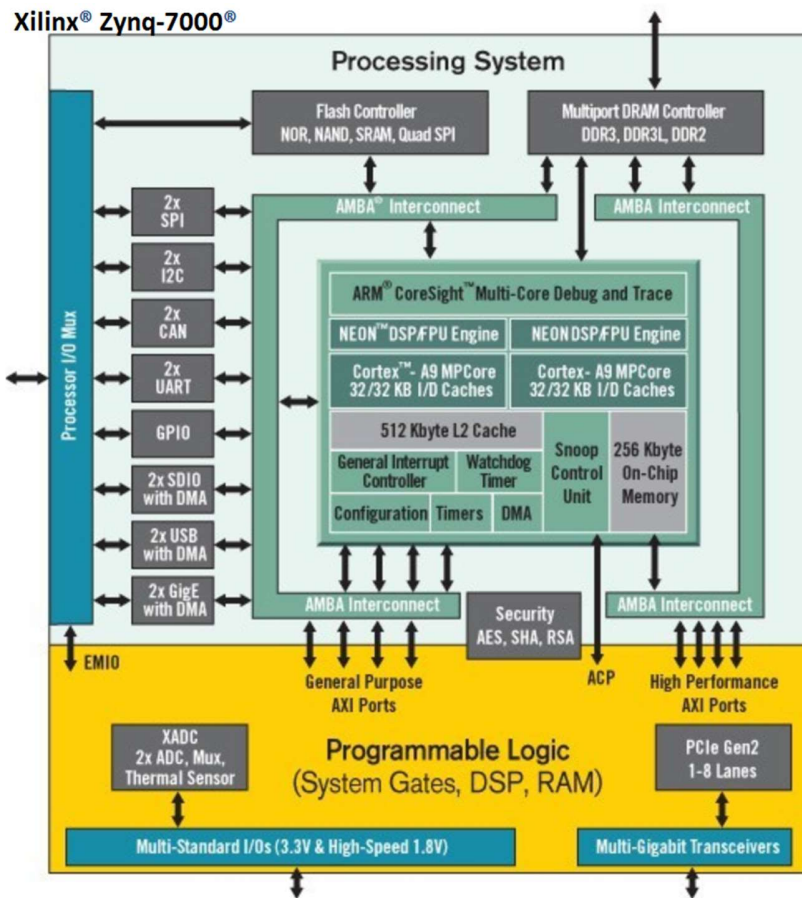 Xilinx® Zynq-7000®
Processing System
Flash Controller
NOR, NAND, SRAM, Quad SPI
Multiport DRAM Controller
DDR3, DDR3L, DDR2
Processor I/O Mux
2x
SPI
2x
I2C
2x
CAN
2x
UART
GPIO
2x SDIO
with DMA
2x USB
with DMA
2x GigE
with DMA
AMBA® Interconnect
AMBA Interconnect
ARM® CoreSight™ Multi-Core Debug and Trace
NEON™ DSP/FPU Engine
NEON DSP/FPU Engine
Cortex™- A9 MPCore
32/32 KB I/D Caches
Cortex- A9 MPCore
32/32 KB I/D Caches
512 Kbyte L2 Cache
General Interrupt
Controller
Watchdog
Timer
Configuration
Timers
DMA
Snoop
Control
Unit
256 Kbyte
On-Chip
Memory
AMBA Interconnect
Security
AES, SHA, RSA
AMBA Interconnect
EMIO
General Purpose
AXI Ports
ACP
High Performance
AXI Ports
XADC
2x ADC, Mux,
Thermal Sensor
Programmable Logic
(System Gates, DSP, RAM)
PCIe Gen2
1-8 Lanes
Multi-Standard I/Os (3.3V & High-Speed 1.8V)
Multi-Gigabit Transceivers